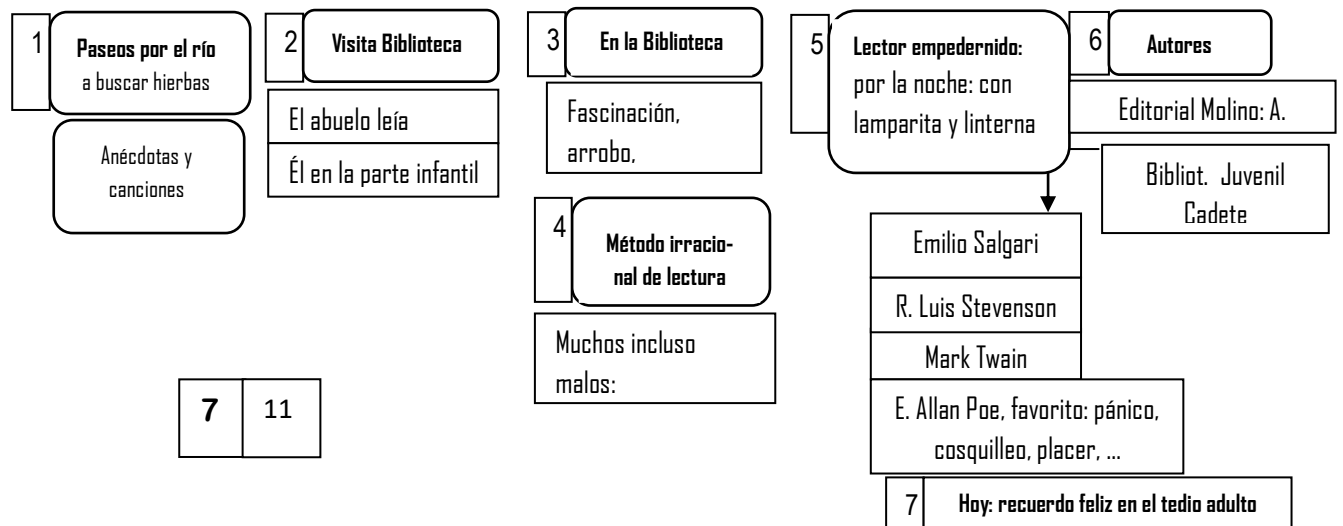 1
Paseos por el río
a buscar hierbas
Anécdotas y
canciones
2
Visita Biblioteca
El abuelo leía
Él en la parte infantil
3
En la Biblioteca
Fascinación,
arrobo,
4
Método irracio-
nal de lectura
Muchos incluso
malos:
5
Lector empedernido:
por la noche: con
lamparita y linterna
6
Autores
Editorial Molino: A.
Bibliot. Juvenil
Cadete
Emilio Salgari
R. Luis Stevenson
Mark Twain
E. Allan Poe, favorito: pánico,
cosquilleo, placer, ...
7
Hoy: recuerdo feliz en el tedio adulto
7
11